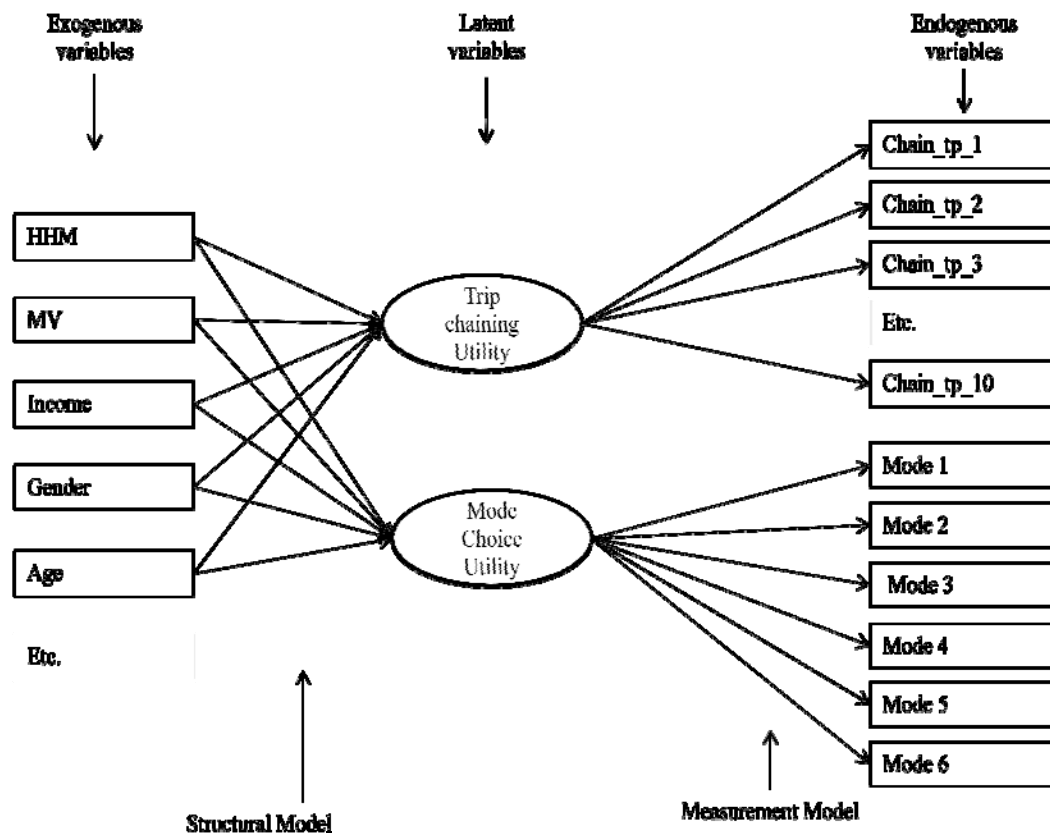 Exogenous
variables
Latent
variables
Endogenous
variables
HHM
MV
Income
Gender
Age
Etc.
Trip
chaining
Utility
Mode
Choice
Utility
Chain_tp_1
Chain_tp_2
Chain_tp_3
Etc.
Chain_tp_10
Mode 1
Mode 2
Mode 3
Mode 4
Mode 5
Mode 6
Structural Model
Measurement Model